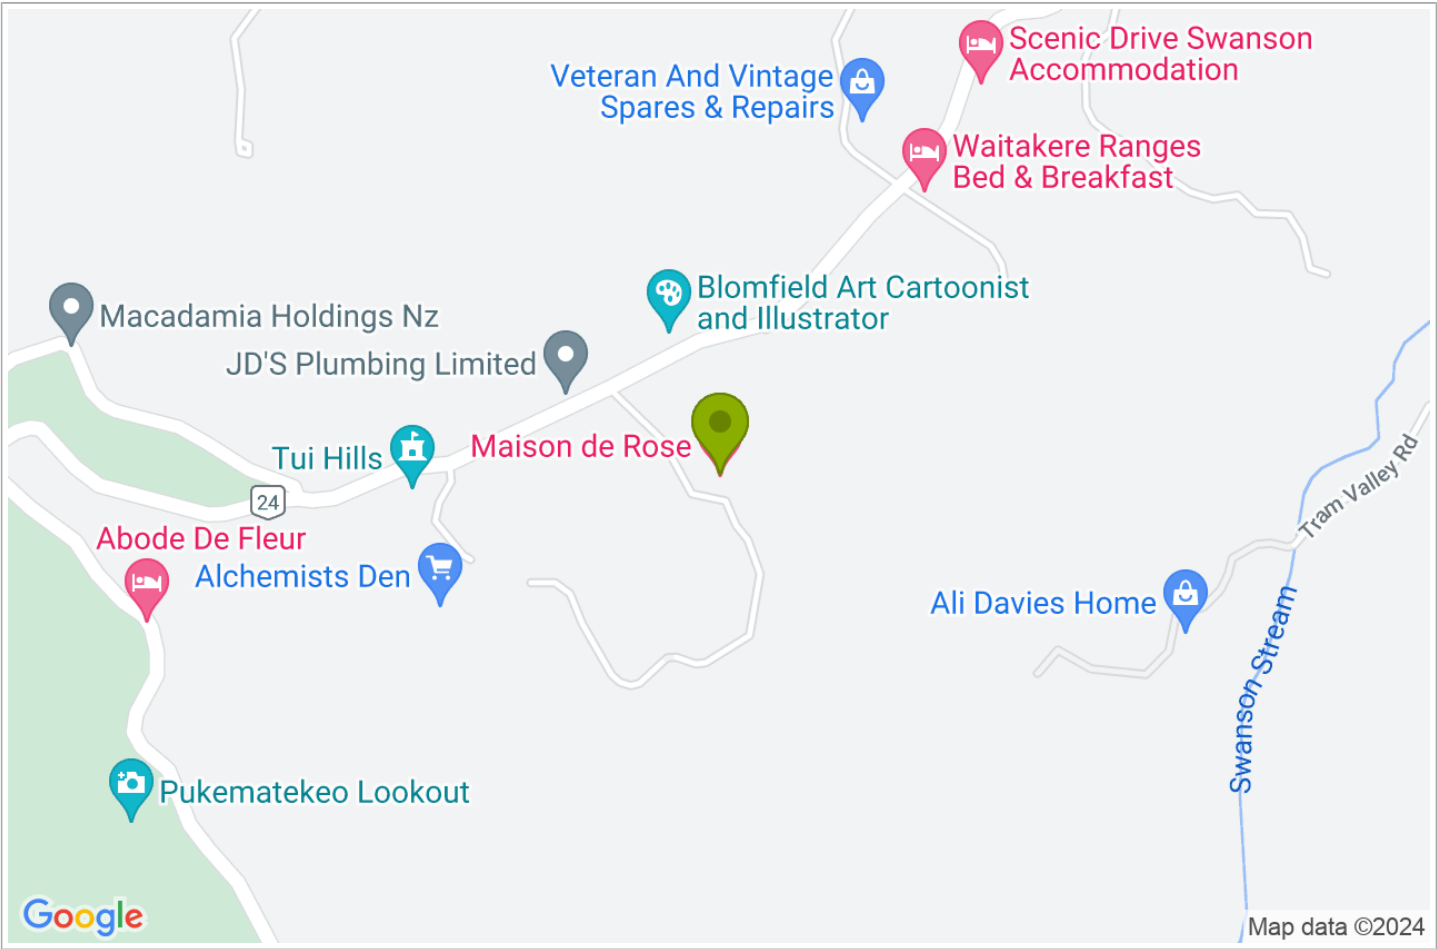 Scenic Drive Swanson
Accommodation
Veteran And Vintage
Spares & Repairs
Waitakere Ranges
Bed & Breakfast
Blomfield Art Cartoonist
and Illustrator
Macadamia Holdings Nz
JD'S Plumbing Limited
Maison de Rose
Tui Hills
24
Tram Valley Rd
Abode De Fleur
Alchemists Den
Ali Davies Home
Swanson Stream
Pukematekeo Lookout
Google
Map data ©2024